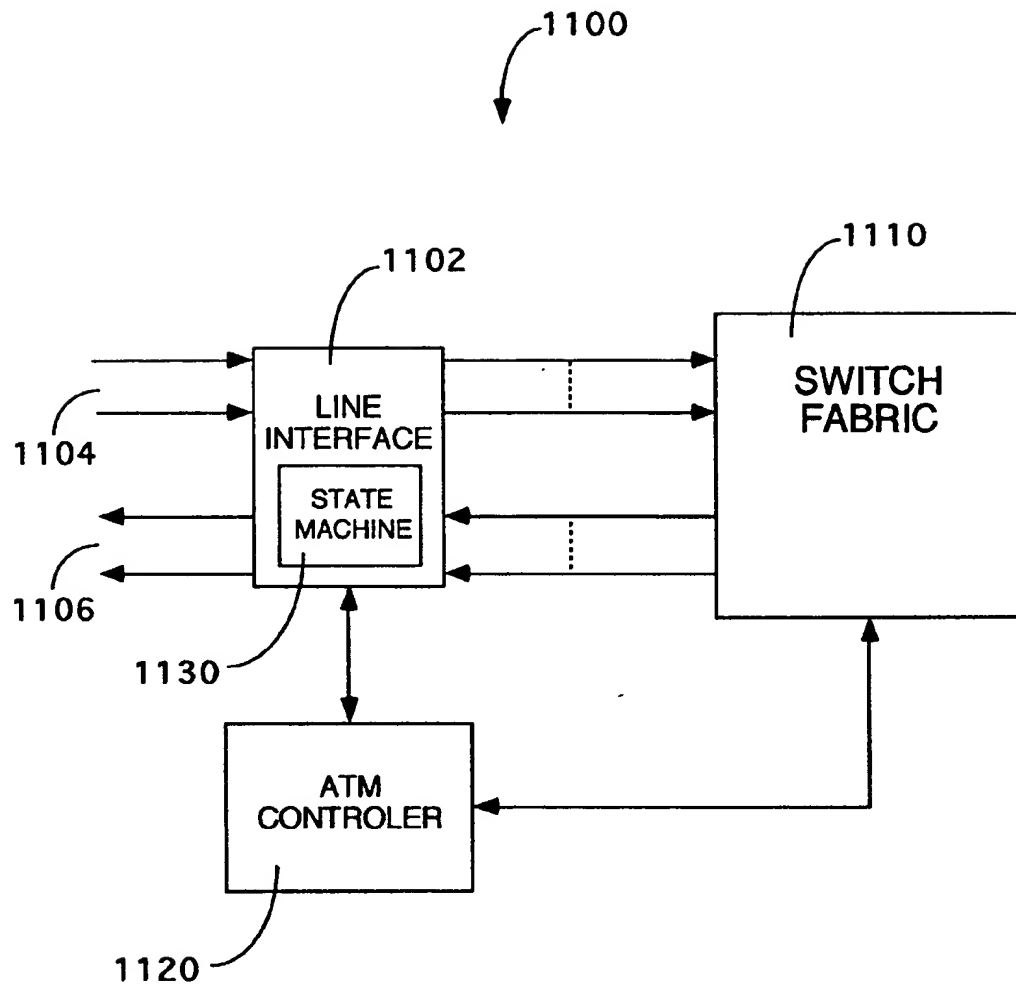 1100
1110
1102
SWITCH
FABRIC
LINE
INTERFACE
1104
STATE
MACHINE
1106
1130
ATM
CONTROLER
1120